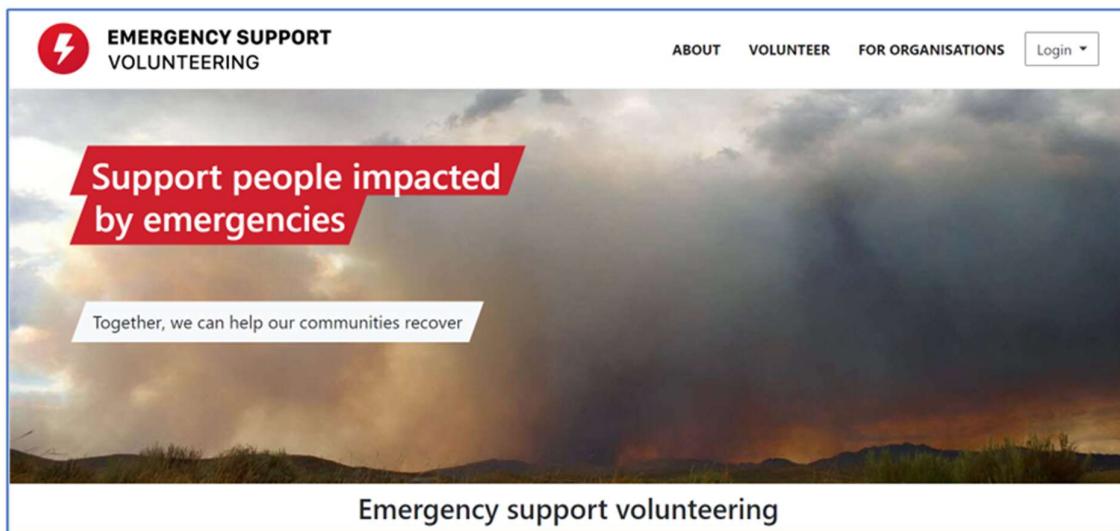 EMERGENCY SUPPORT
VOLUNTEERING
ABOUT VOLUNTEER FOR ORGANISATIONS Login
Support people impacted
by emergencies
Together, we can help our communities recover
Emergency support volunteering